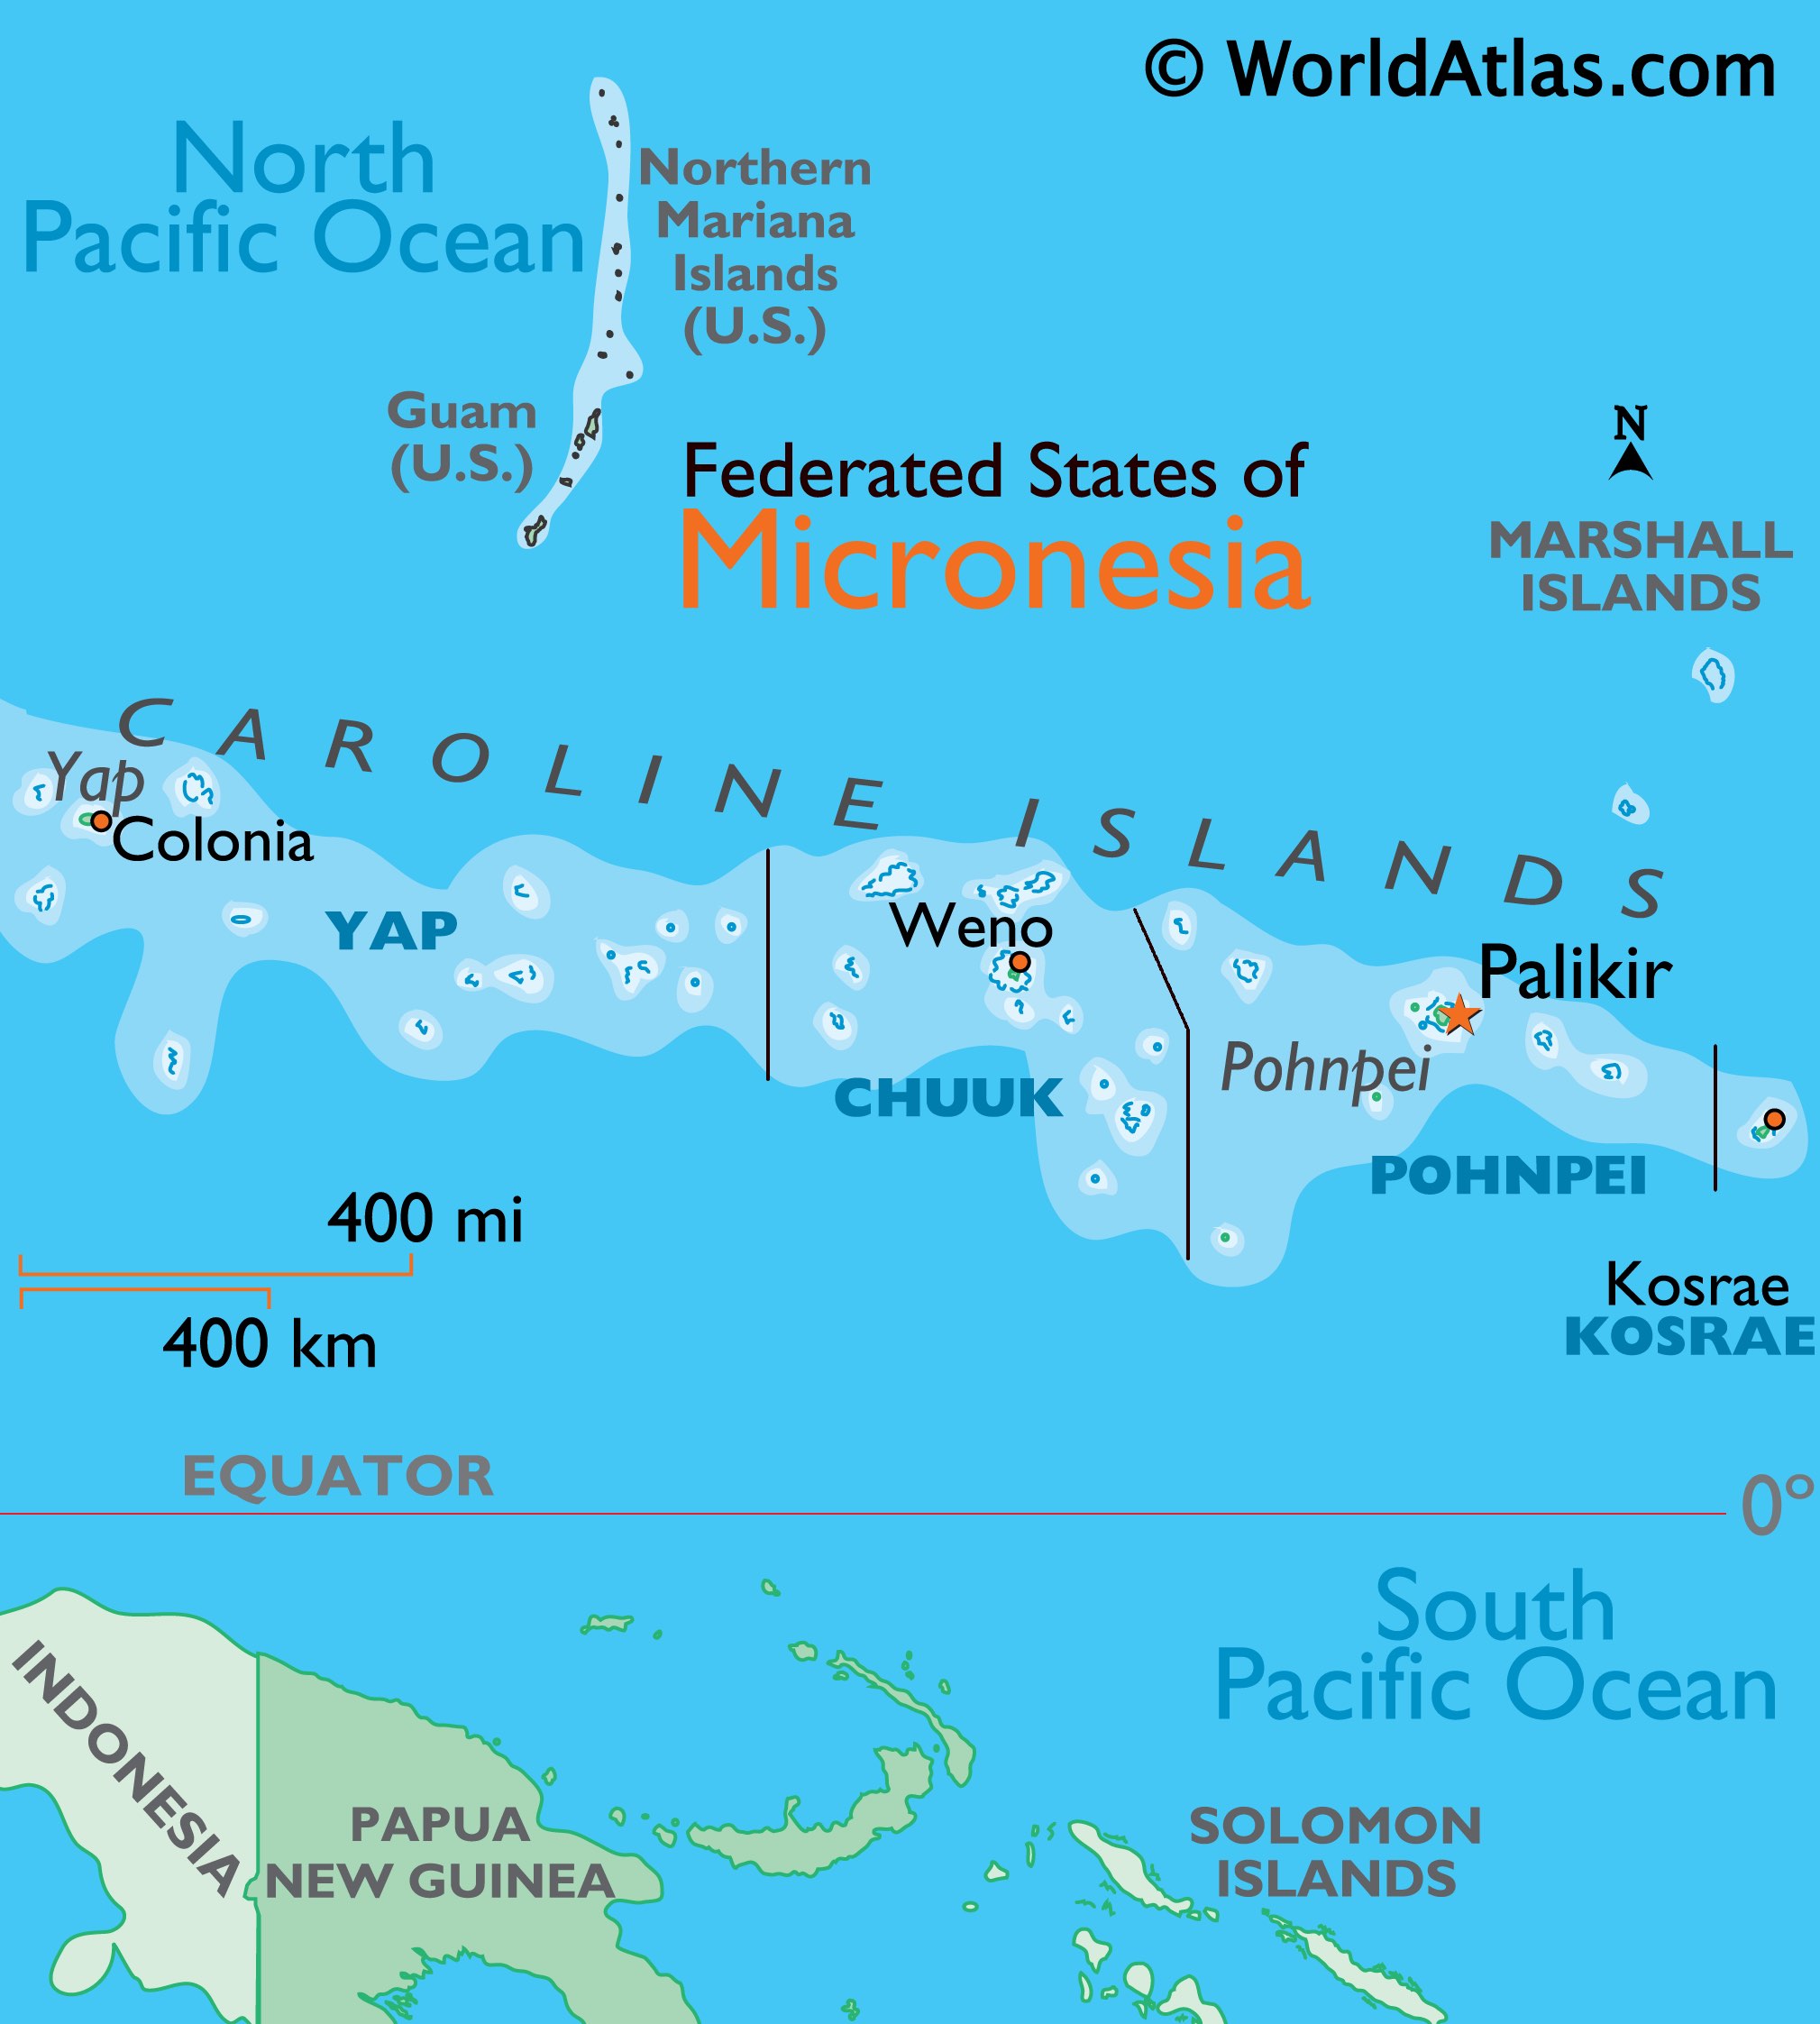 © WorldAtlas.com
North
Pacific Ocean
Northern
Mariana
Islands
(U.S.)
Guam
(U.S.)
Federated States of
Micronesia
N
MARSHALL
ISLANDS
CAROLINE ISLANDS
Yap
Colonia
YAP
Weno
CHUUK
Palikir
Pohnpei
POHNPEI
400 mi
400 km
Kosrae
KOSRAE
EQUATOR
0°
South
Pacific Ocean
INDONESIA
PAPUA
NEW GUINEA
SOLOMON
ISLANDS